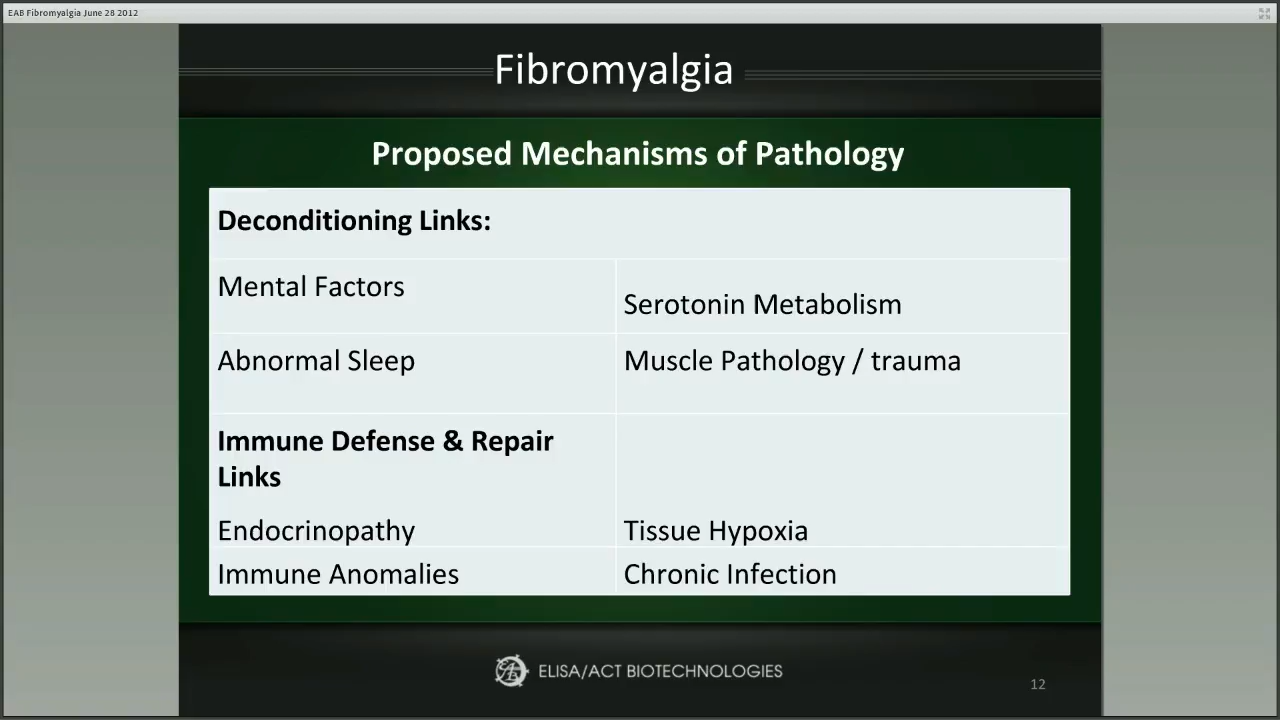 EAB Fibromyalgia June 28 2012
Fibromyalgia
Proposed Mechanisms of Pathology
Deconditioning Links:
Mental Factors
Serotonin Metabolism
Abnormal Sleep
Muscle Pathology / trauma
Immune Defense & Repair
Links
Endocrinopathy
Tissue Hypoxia
Immune Anomalies
Chronic Infection
ELISA/ACT BIOTECHNOLOGIES
12